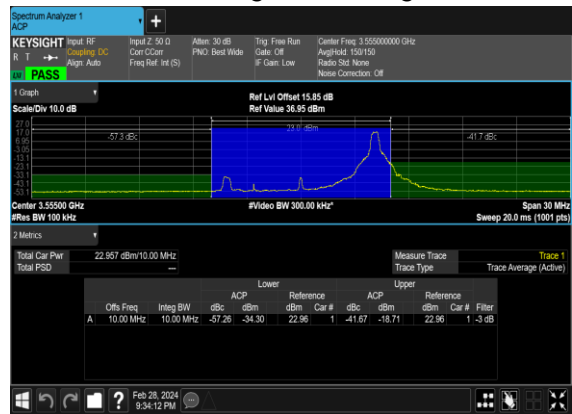 Spectrum Analyzer 1
ACP
KEYSIGHT Input: RF Input Z: 50 Ω Atten: 30 dB Trig: Free Run Center Freq: 3.555000000 GHz
R T Coupling: DC Corr CCorr PNO: Best Wide Gate: Off Avg|Hold: 150/150
Align: Auto Freq Ref: Int (S) IF Gain: Low Radio Std: None
LXI PASS Noise Correction: Off
1 Graph
Ref Lvl Offset 15.85 dB
Scale/Div 10.0 dB Ref Value 36.95 dBm
27.0
17.0 -57.3 dBc -41.7 dBc
6.95
-3.05
-13.1
-23.1
-33.1
-43.1
-53.1
Center 3.55500 GHz #Video BW 300.00 kHz* Span 30 MHz
#Res BW 100 kHz Sweep 20.0 ms (1001 pts)
2 Metrics
Total Car Pwr 22.957 dBm/10.00 MHz Measure Trace Trace 1
Total PSD --- Trace Type Trace Average (Active)
Lower Upper
ACP Reference ACP Reference
Offs Freq Integ BW dBc dBm dBm Car # dBc dBm dBm Car # Filter
A 10.00 MHz 10.00 MHz -57.26 -34.30 22.96 1 -41.67 -18.71 22.96 1 -3 dB
Feb 28, 2024
9:34:12 PM